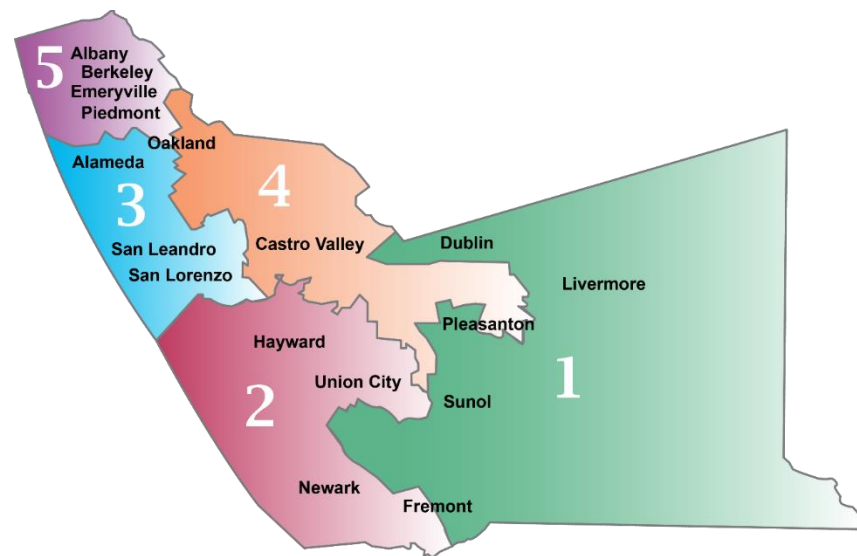 5
Albany
Berkeley
Emeryville
Piedmont
Oakland
Alameda
3
4
San Leandro
San Lorenzo
Castro Valley
Dublin
Livermore
Pleasanton
Hayward
Union City
2
Sunol
1
Newark
Fremont